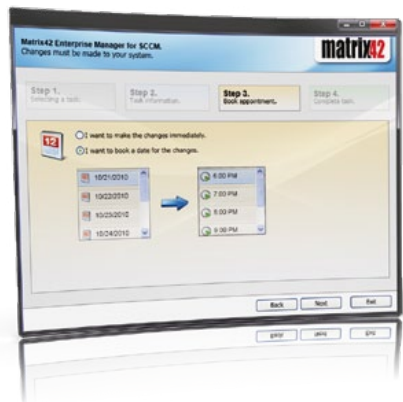 Matrix42 Enterprise Manager for SCCM.
Changes must be made to your system.
matrix42
Step 1.
Selecting a task.
Step 2.
Task information.
Step 3.
Book appointment.
Step 4.
Complete task.
12
I want to make the changes immediately.
I want to book a date for the changes.
10/21/2010
10/22/2010
10/23/2010
10/24/2010
6:00 PM
7:00 PM
8:00 PM
9:00 PM
Back
Next
Exit